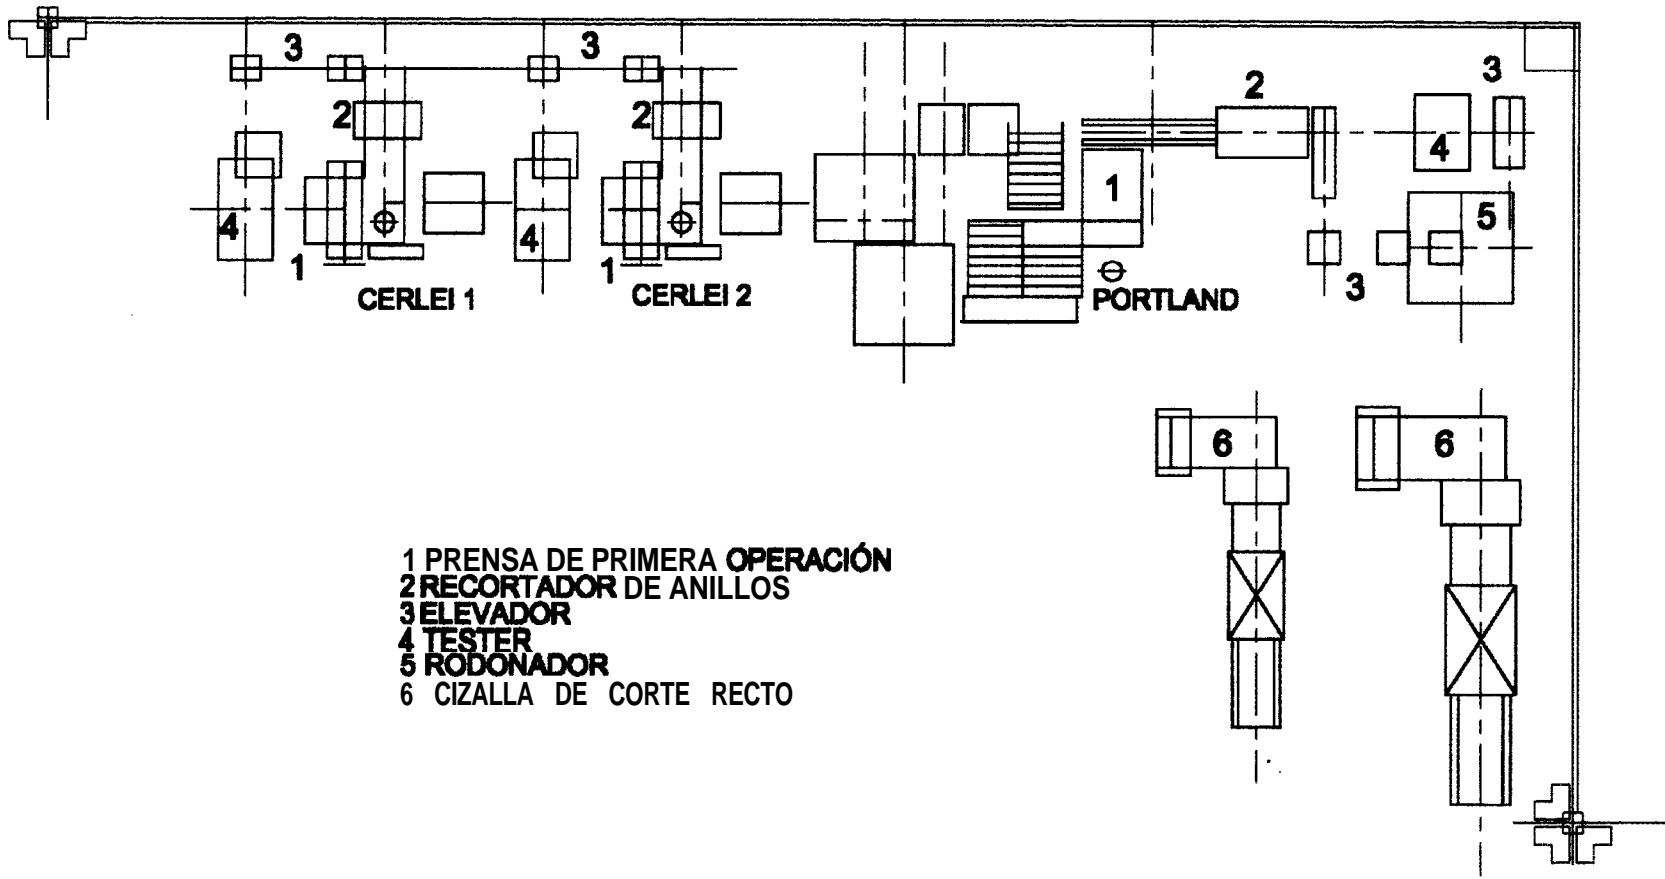 3 3 2 3
2 2 4
1 5
4 4
1 1 3
CERLEI 1 CERLEI 2 PORTLAND
6 6
1 PRENSA DE PRIMERA OPERACIÓN
2 RECORTADOR DE ANILLOS
3 ELEVADOR
4 TESTER
5 RODONADOR
6 CIZALLA DE CORTE RECTO